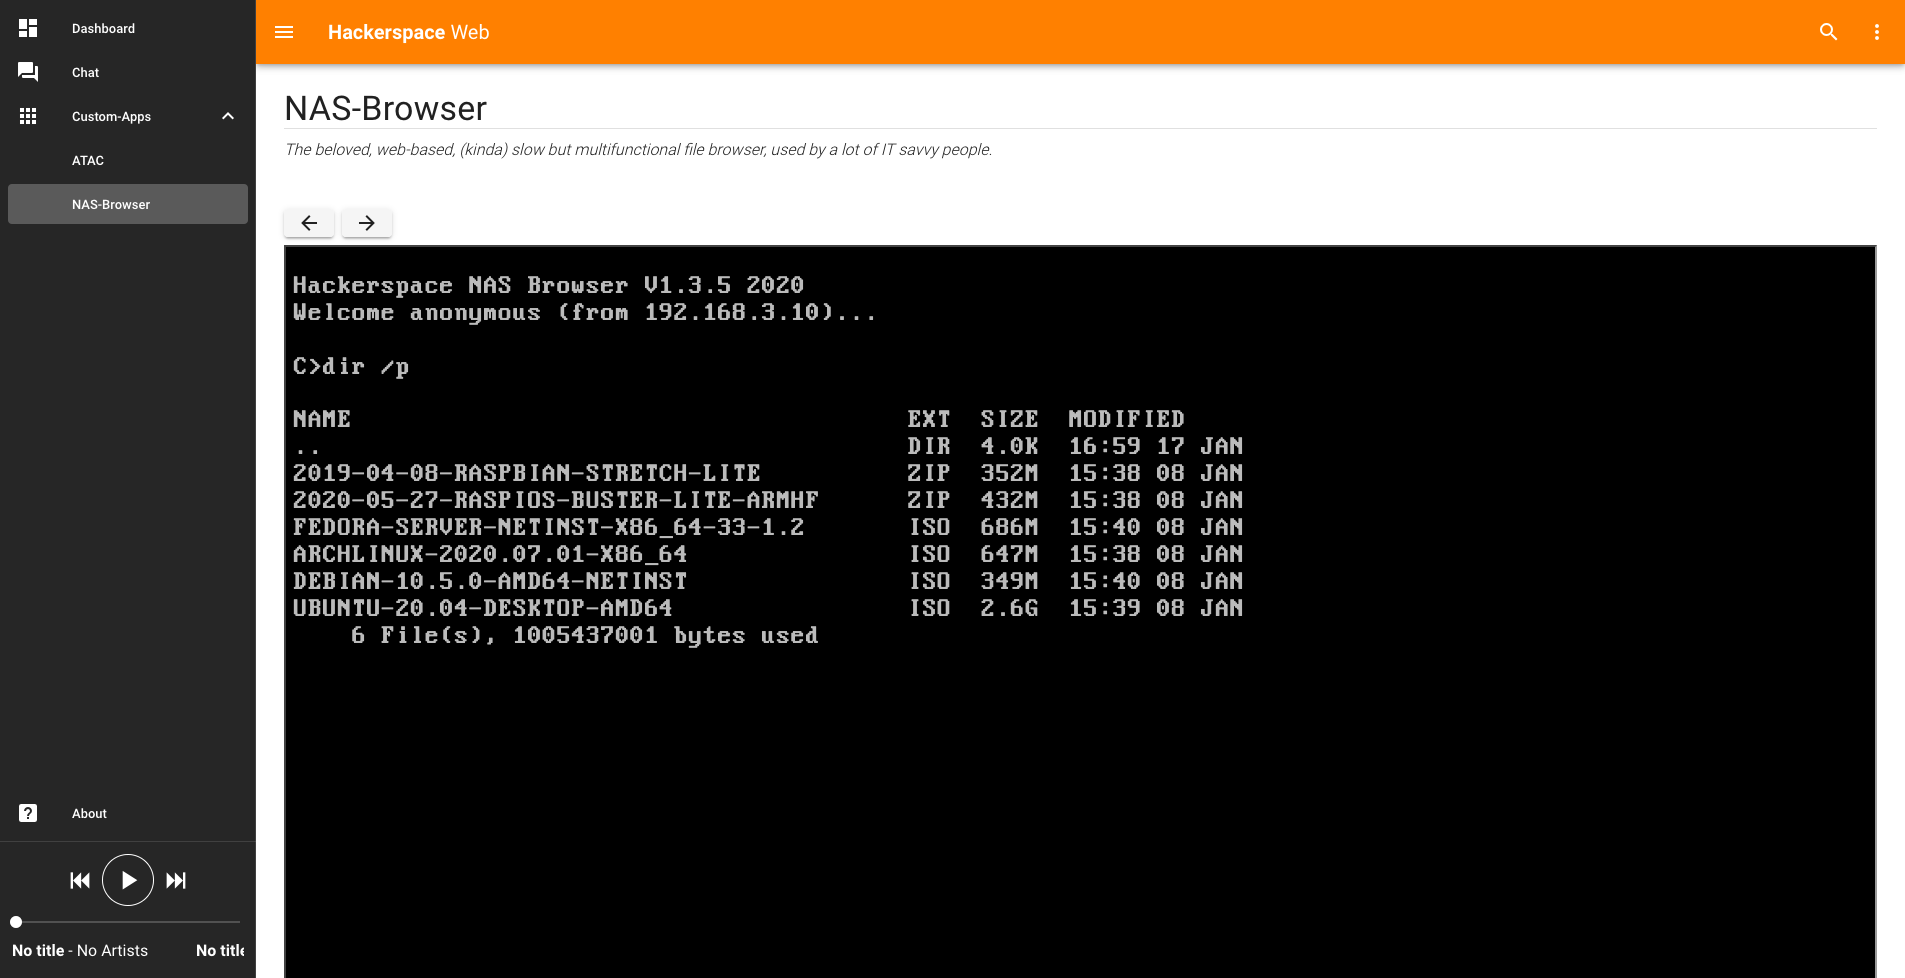 Dashboard
Chat
Custom-Apps
ATAC
NAS-Browser
About
No title - No Artists No title
Hackerspace Web
NAS-Browser
The beloved, web-based, (kinda) slow but multifunctional file browser, used by a lot of IT savvy people.
Hackerspace NAS Browser V1.3.5 2020
Welcome anonymous (from 192.168.3.10)...
C>dir /p
NAME EXT SIZE MODIFIED
.. DIR 4.0K 16:59 17 JAN
2019-04-08-RASPBIAN-STRETCH-LITE ZIP 352M 15:38 08 JAN
2020-05-27-RASPIOS-BUSTER-LITE-ARMHF ZIP 432M 15:38 08 JAN
FEDORA-SERVER-NETINST-X86_64-33-1.2 ISO 686M 15:40 08 JAN
ARCHLINUX-2020.07.01-X86_64 ISO 647M 15:38 08 JAN
DEBIAN-10.5.0-AMD64-NETINST ISO 349M 15:40 08 JAN
UBUNTU-20.04-DESKTOP-AMD64 ISO 2.6G 15:39 08 JAN
6 File(s), 1005437001 bytes used